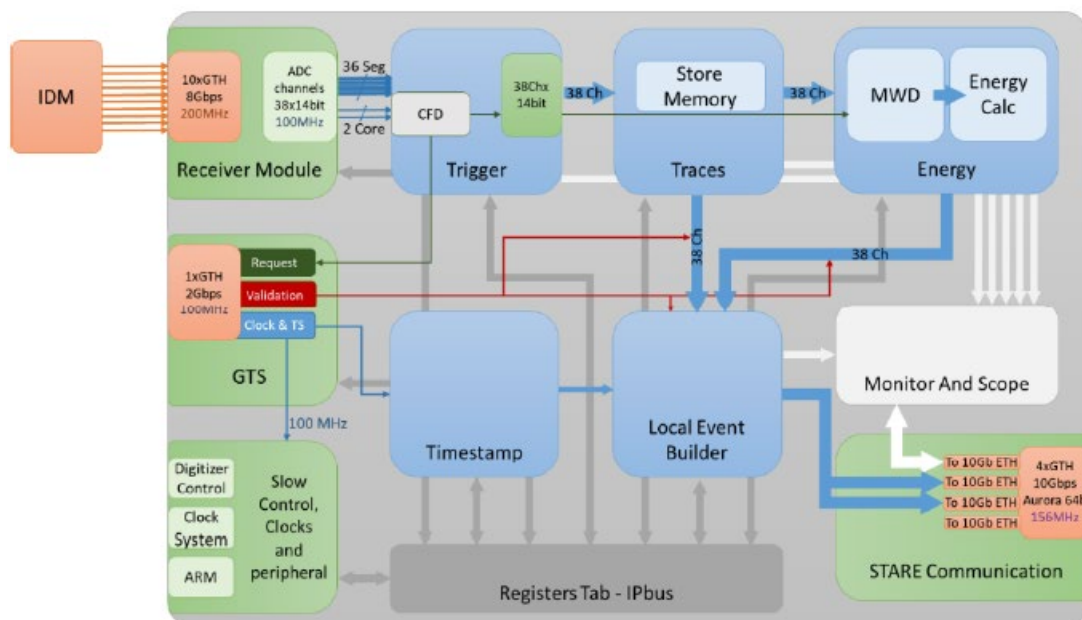 IDM
10xGTH
8Gbps
200MHz
ADC
channels
38x14bit
100MHz
Receiver Module
36 Seg
2 Core
CFD
38Chx
14bit
Trigger
38 Ch
Store
Memory
Traces
38 Ch
MWD
Energy
Calc
Energy
1xGTH
2Gbps
100MHz
Request
Validation
Clock & TS
GTS
100 MHz
38 Ch
38 Ch
Timestamp
Local Event
Builder
Monitor And Scope
Digitizer
Control
Clock
System
ARM
Slow
Control,
Clocks
and
peripheral
Registers Tab - IPbus
To 10Gb ETH
To 10Gb ETH
To 10Gb ETH
To 10Gb ETH
4xGTH
10Gbps
Aurora 64b
156MHz
STARE Communication